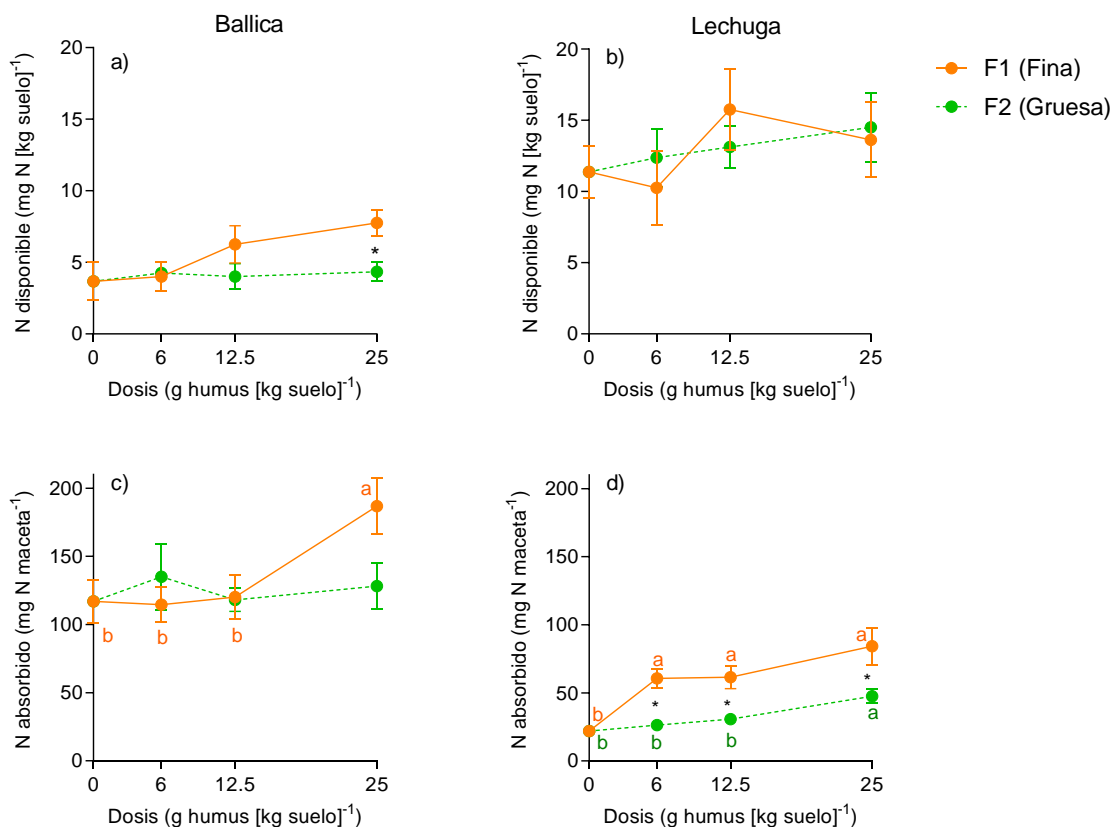 Ballica
Lechuga
F1 (Fina)
F2 (Gruesa)
a)
N disponible (mg N [kg suelo]-1)
20
15
10
5
0
*
0 6 12.5 25
Dosis (g humus [kg suelo]-1)
b)
N disponible (mg N [kg suelo]-1)
20
15
10
5
0
0 6 12.5 25
Dosis (g humus [kg suelo]-1)
c)
N absorbido (mg N maceta-1)
200
150
100
50
0
a
b b b
0 6 12.5 25
Dosis (g humus [kg suelo]-1)
d)
N absorbido (mg N maceta-1)
200
150
100
50
0
b a a a
* * *
b b b a
0 6 12.5 25
Dosis (g humus [kg suelo]-1)